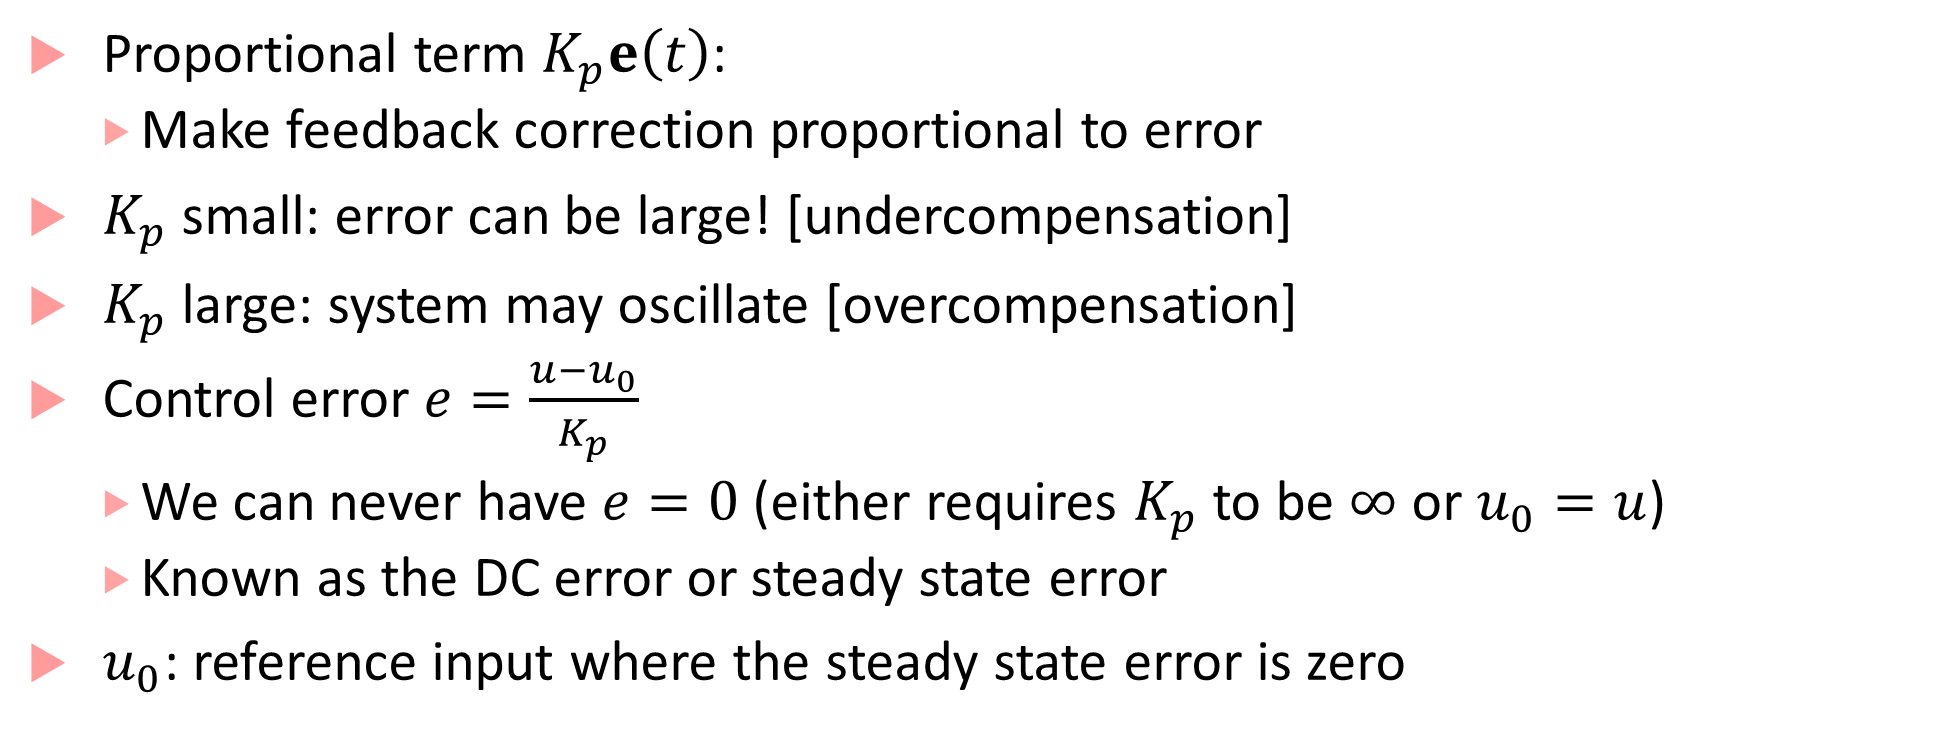 Proportional term $K_p\mathbf{e}(t)$:
Make feedback correction proportional to error
$K_p$ small: error can be large! [undercompensation]
$K_p$ large: system may oscillate [overcompensation]
Control error $e = \frac{u-u_0}{K_p}$
We can never have $e = 0$ (either requires $K_p$ to be $\infty$ or $u_0 = u$)
Known as the DC error or steady state error
$u_0$: reference input where the steady state error is zero